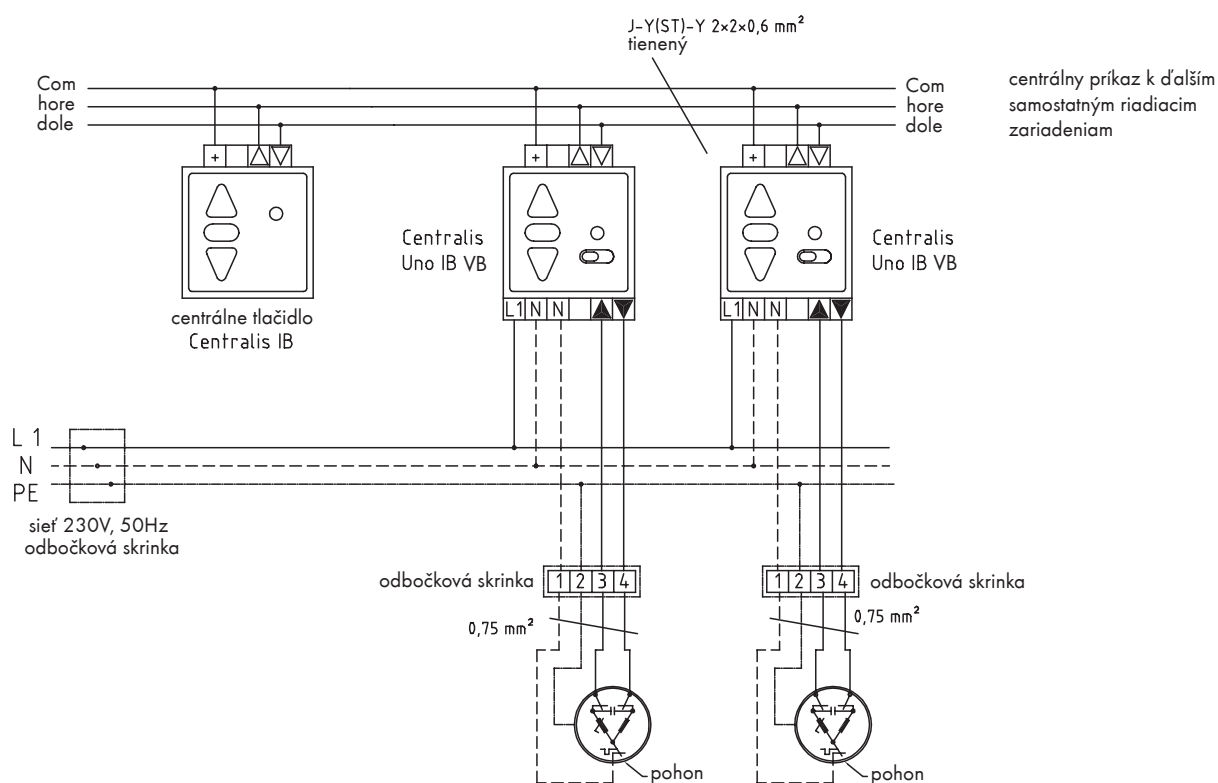 J-Y(ST)-Y 2×2×0,6 mm²
tienený
Com
hore
dole
Com
hore
dole
centrálny príkaz k ďalším
samostatným riadiacim
zariadeniam
+
+
+
Centralis
Uno IB VB
Centralis
Uno IB VB
L1 N N
L1 N N
centrálne tlačidlo
Centralis IB
L 1
N
PE
sieť 230V, 50Hz
odbočková skrinka
odbočková skrinka
1 2 3 4
1 2 3 4
odbočková skrinka
0,75 mm²
0,75 mm²
pohon
pohon